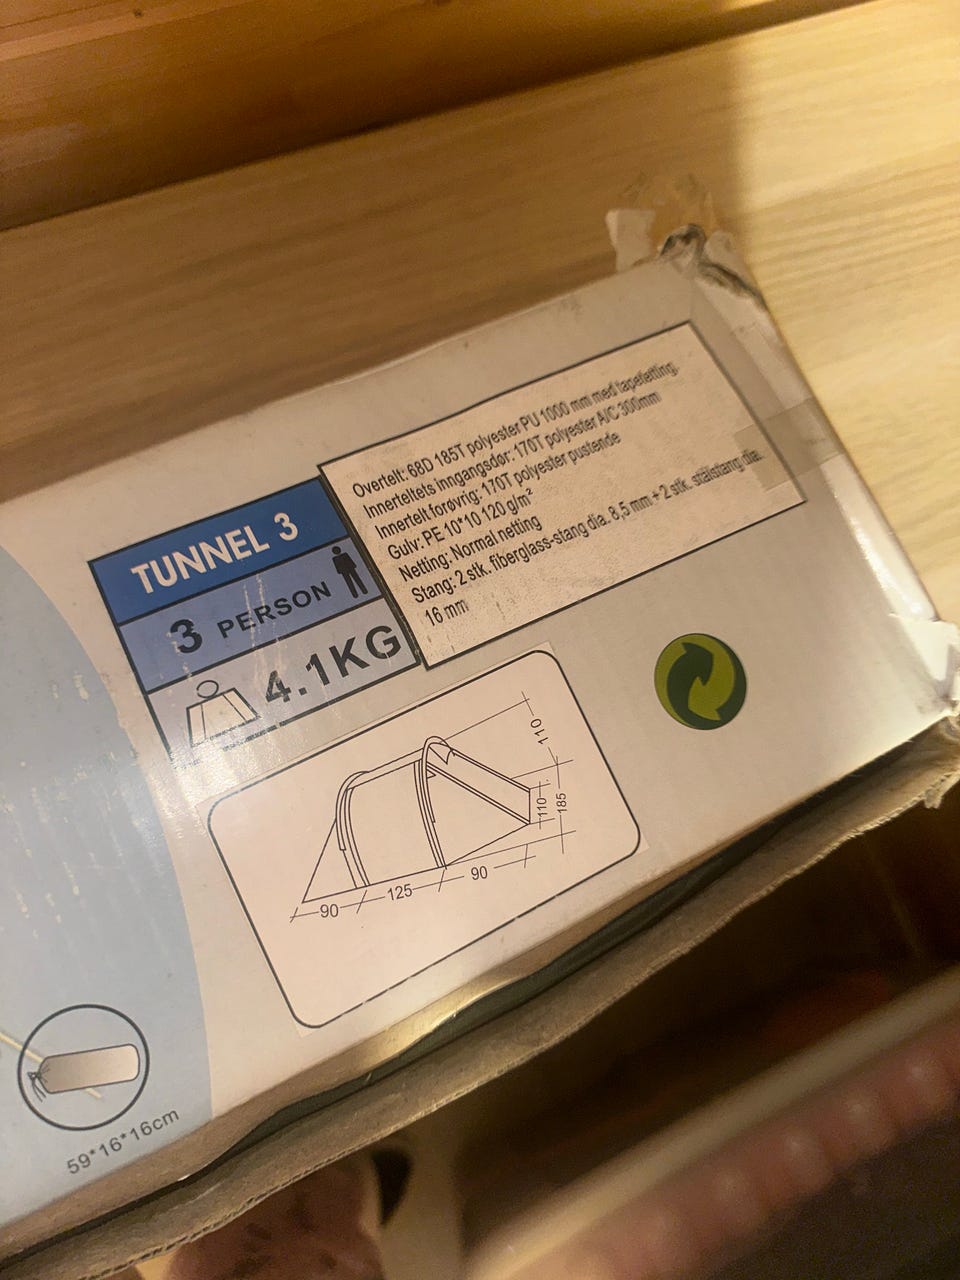 TUNNEL 3
3 PERSON
4.1KG
Overtelt: 68D 185T polyester PU 1000 mm med tapefetting.
Innerteltets inngangsdør: 170T polyester A/C 300mm
Innertelt forøvrig: 170T polyester pustende
Gulv: PE 10*10 120 g/m²
Netting: Normal netting
Stang: 2 stk. fiberglass-stang dia. 8,5 mm + 2 stk. stålstang dia.
16 mm
110
110
185
90
125
90
59*16*16cm